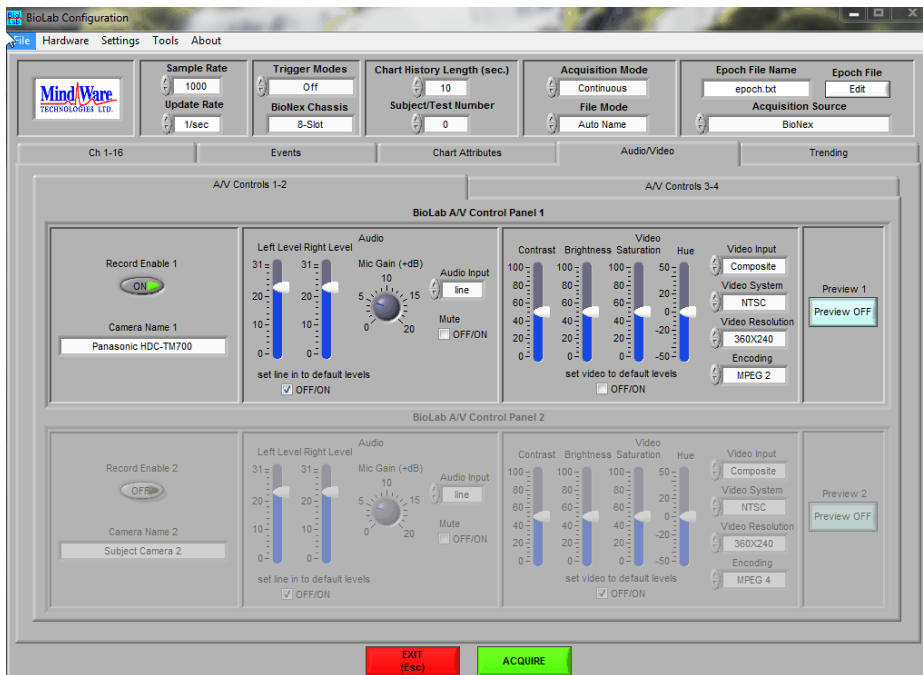 Bio Lab BioLab Configuration
File Hardware Settings Tools About
MindWare
TECHNOLOGIES LTD.
Sample Rate
1000
Update Rate
1/sec
Trigger Modes
Off
BioNex Chassis
8-Slot
Chart History Length (sec.)
10
Subject/Test Number
0
Acquisition Mode
Continuous
File Mode
Auto Name
Epoch File Name
epoch.txt
Epoch File
Edit
Acquisition Source
BioNex
Ch 1-16 Events Chart Attributes Audio/Video Trending
A/V Controls 1-2 A/V Controls 3-4
BioLab A/V Control Panel 1
Record Enable 1
ON
Camera Name 1
Panasonic HDC-TM700
Audio
Left Level Right Level
31 31
20 20
10 10
0 0
Mic Gain (+dB)
10
5 15
0 20
Audio Input
line
Mute
OFF/ON
set line in to default levels
OFF/ON
Video
Contrast Brightness Saturation Hue
100 100 100 50
80 80 80
60 60 60 20
40 40 40 0
20 20 20 -20
0 0 0 -50
set video to default levels
OFF/ON
Video Input
Composite
Video System
NTSC
Video Resolution
360X240
Encoding
MPEG 2
Preview 1
Preview OFF
BioLab A/V Control Panel 2
Record Enable 2
OFF
Camera Name 2
Subject Camera 2
Audio
Left Level Right Level
31 31
20 20
10 10
0 0
Mic Gain (+dB)
10
5 15
0 20
Audio Input
line
Mute
OFF/ON
set line in to default levels
OFF/ON
Video
Contrast Brightness Saturation Hue
100 100 100 50
80 80 80
60 60 60 20
40 40 40 0
20 20 20 -20
0 0 0 -50
set video to default levels
OFF/ON
Video Input
Composite
Video System
NTSC
Video Resolution
360X240
Encoding
MPEG 4
Preview 2
Preview OFF
EXIT
(Esc)
ACQUIRE